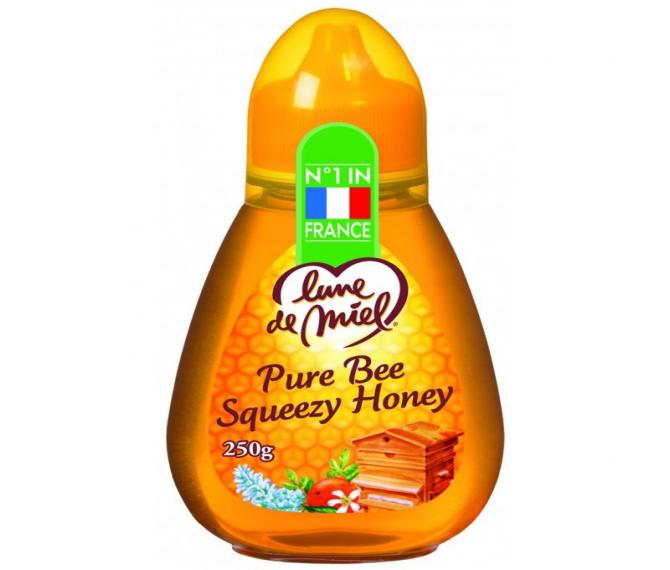 N°1 IN
FRANCE
lune
de miel®
Pure Bee
Squeezy Honey
250g